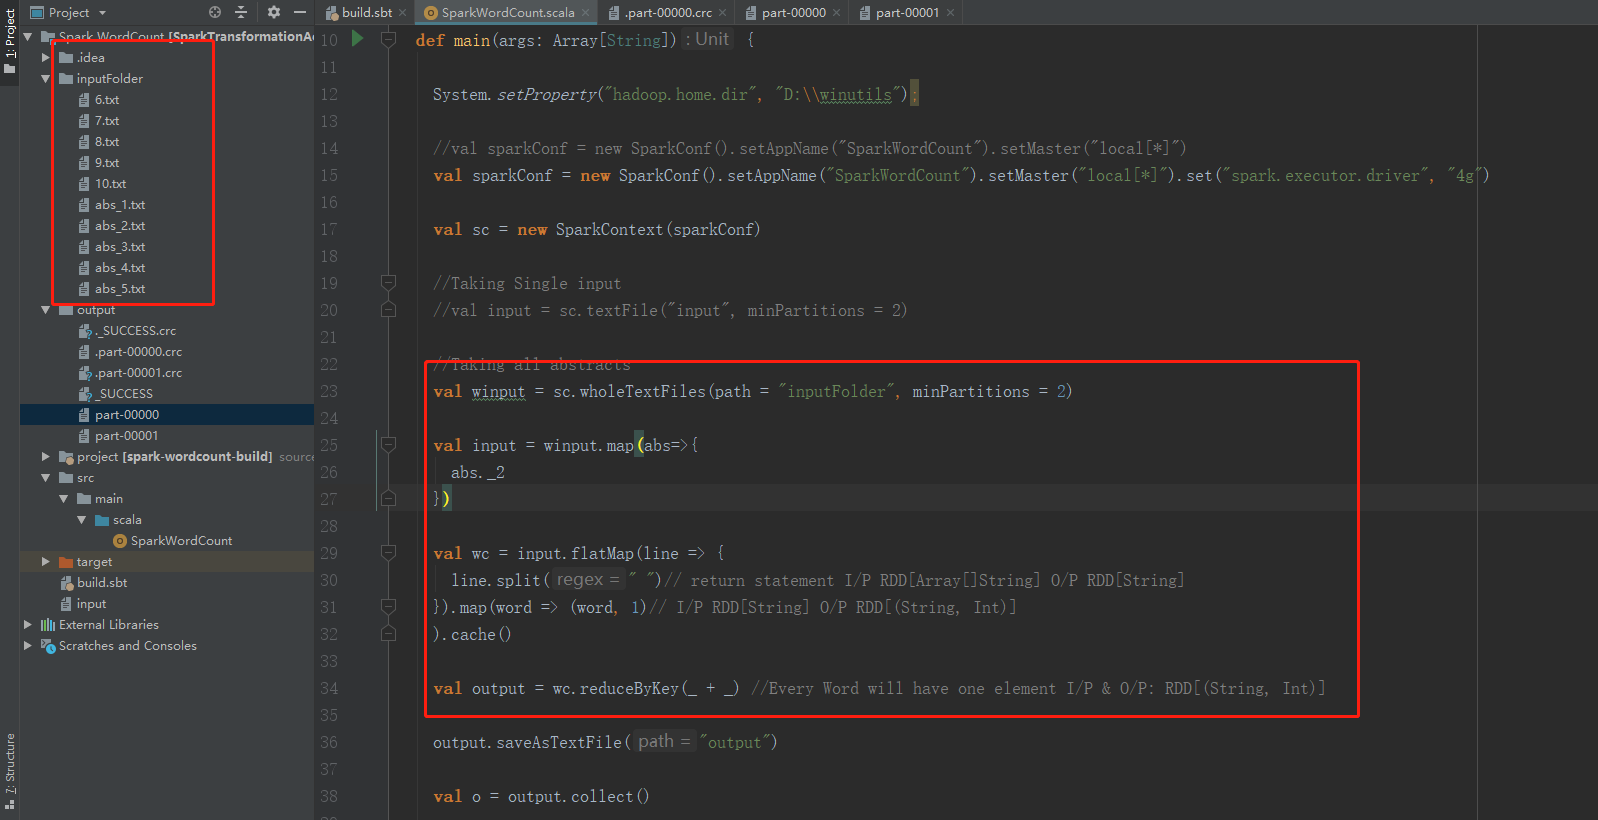 Project
build.sbt
SparkWordCount.scala
.part-00000.crc
part-00000
part-00001
1: Project
7: Structure
Spark WordCount [SparkTransformationAc
.idea
inputFolder
6.txt
7.txt
8.txt
9.txt
10.txt
abs_1.txt
abs_2.txt
abs_3.txt
abs_4.txt
abs_5.txt
output
._SUCCESS.crc
.part-00000.crc
.part-00001.crc
_SUCCESS
part-00000
part-00001
project [spark-wordcount-build] source
src
main
scala
SparkWordCount
target
build.sbt
input
External Libraries
Scratches and Consoles
10 def main(args: Array[String]) : Unit {
11
12 System.setProperty("hadoop.home.dir", "D:\\winutils");
13
14 //val sparkConf = new SparkConf().setAppName("SparkWordCount").setMaster("local[*]")
15 val sparkConf = new SparkConf().setAppName("SparkWordCount").setMaster("local[*]").set("spark.executor.driver", "4g")
16
17 val sc = new SparkContext(sparkConf)
18
19 //Taking Single input
20 //val input = sc.textFile("input", minPartitions = 2)
21
22 //Taking all abstracts
23 val winput = sc.wholeTextFiles(path = "inputFolder", minPartitions = 2)
24
25 val input = winput.map(abs=>{
26 abs._2
27 })
28
29 val wc = input.flatMap(line => {
30 line.split( regex = " ")// return statement I/P RDD[Array[]String] O/P RDD[String]
31 }).map(word => (word, 1)// I/P RDD[String] O/P RDD[(String, Int)]
32 ).cache()
33
34 val output = wc.reduceByKey(_ + _) //Every Word will have one element I/P & O/P: RDD[(String, Int)]
35
36 output.saveAsTextFile( path = "output")
37
38 val o = output.collect()